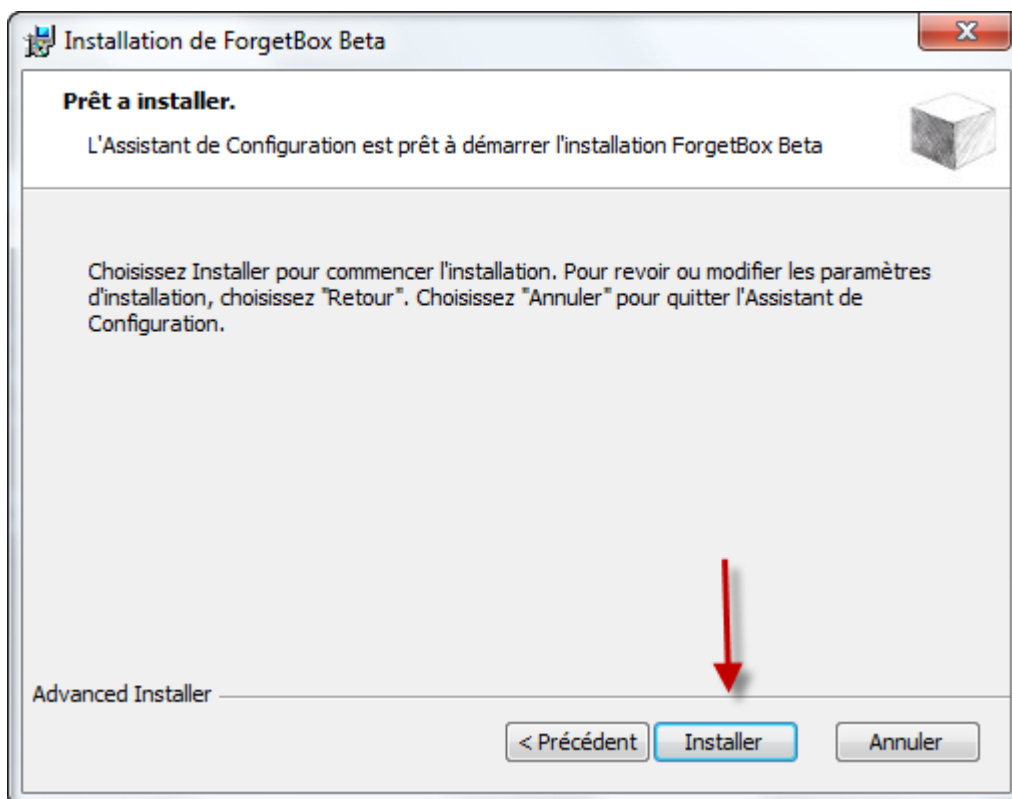 Installation de ForgetBox Beta
Prêt a installer.
L'Assistant de Configuration est prêt à démarrer l'installation ForgetBox Beta
Choisissez Installer pour commencer l'installation. Pour revoir ou modifier les paramètres
d'installation, choisissez "Retour". Choisissez "Annuler" pour quitter l'Assistant de
Configuration.
Advanced Installer
< Précédent Installer Annuler